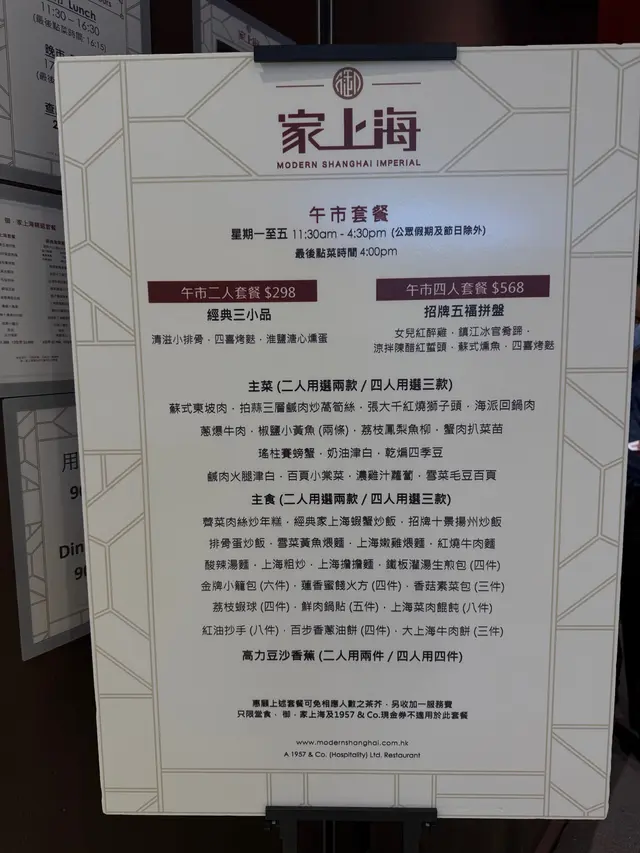 Lunch
11:30 - 16:30
(最後點菜時間:16:15)
晚市
御
家上海
MODERN SHANGHAI IMPERIAL
午市套餐
星期一至五 11:30am - 4:30pm (公眾假期及節日除外)
最後點菜時間 4:00pm
午市二人套餐 $298
經典三小品
清滋小排骨 · 四喜烤麩 · 淮鹽溏心燻蛋
午市四人套餐 $568
招牌五福拼盤
女兒紅醉雞 · 鎮江冰官肴蹄 ·
涼拌陳醋紅蜇頭 · 蘇式燻魚 · 四喜烤麩
主菜 (二人用選兩款 / 四人用選三款)
蘇式東坡肉 · 拍蒜三層鹹肉炒萵筍絲 · 張大千紅燒獅子頭 · 海派回鍋肉
蔥爆牛肉 · 椒鹽小黃魚 (兩條) · 荔枝鳳梨魚柳 · 蟹肉扒菜苗
瑤柱賽螃蟹 · 奶油津白 · 乾煸四季豆
鹹肉火腿津白 · 百頁小棠菜 · 濃雞汁蘿蔔 · 雪菜毛豆百頁
主食 (二人用選兩款 / 四人用選三款)
薺菜肉絲炒年糕 · 經典家上海蝦蟹炒飯 · 招牌十景揚州炒飯
排骨蛋炒飯 · 雪菜黃魚煨麵 · 上海嫩雞煨麵 · 紅燒牛肉麵
酸辣湯麵 · 上海粗炒 · 上海擔擔麵 · 鐵板灌湯生煎包 (四件)
金牌小籠包 (六件) · 蓮香蜜餞火方 (四件) · 香菇素菜包 (三件)
荔枝蝦球 (四件) · 鮮肉鍋貼 (五件) · 上海菜肉餛飩 (八件)
紅油抄手 (八件) · 百步香蔥油餅 (四件) · 大上海牛肉餅 (三件)
高力豆沙香蕉 (二人用兩件 / 四人用四件)
惠顧上述套餐可免相應人數之茶芥，另收加一服務費
只限堂食， 御．家上海及1957 & Co.現金券不適用於此套餐
www.modernshanghai.com.hk
A 1957 & Co. (Hospitality) Ltd. Restaurant